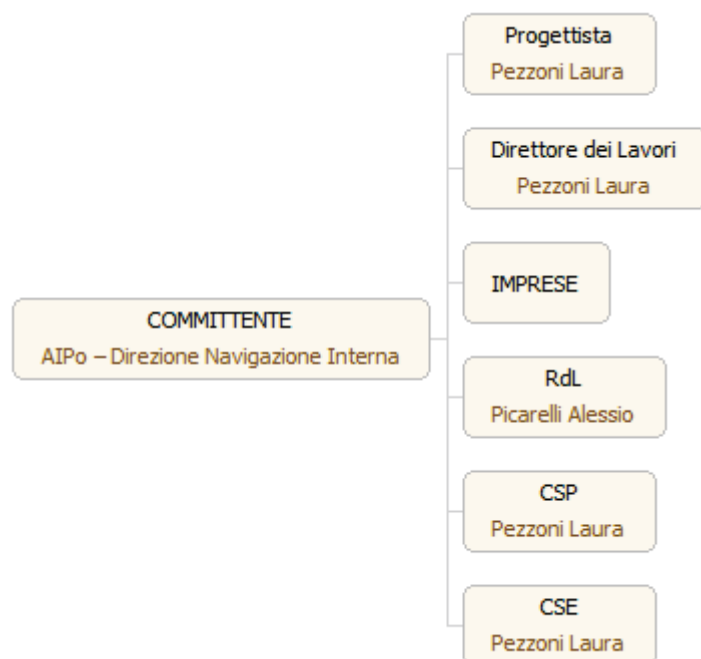 Progettista
Pezzoni Laura
Direttore dei Lavori
Pezzoni Laura
IMPRESE
COMMITTENTE
AIPo – Direzione Navigazione Interna
RdL
Picarelli Alessio
CSP
Pezzoni Laura
CSE
Pezzoni Laura